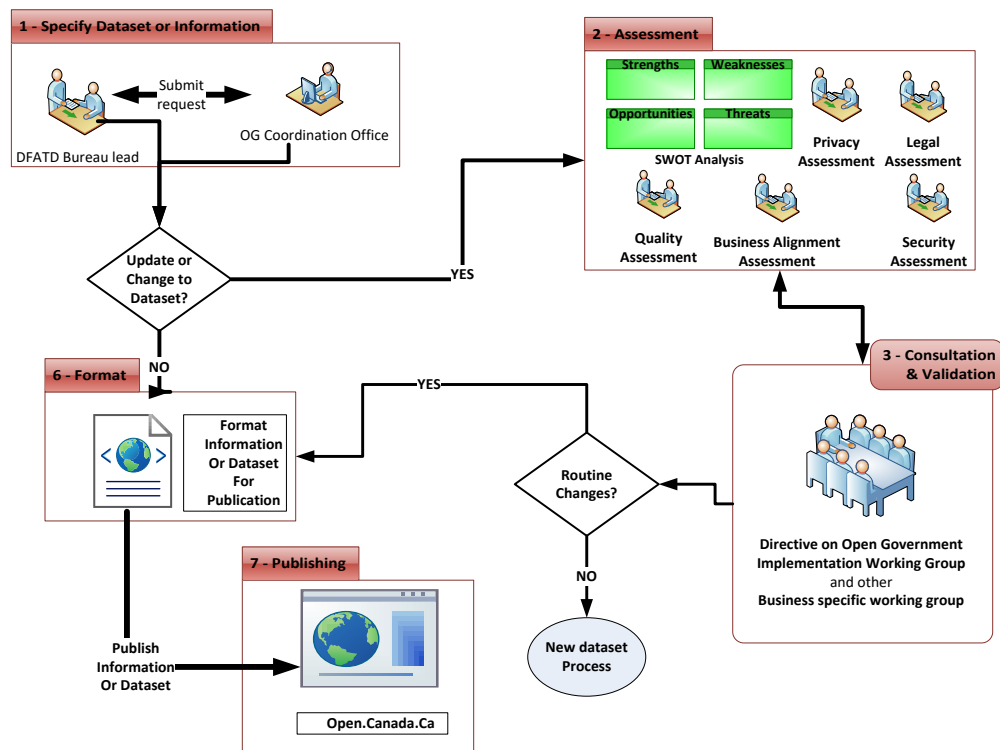 1 - Specify Dataset or Information
Submit
request
DFATD Bureau lead
OG Coordination Office
2 - Assessment
Strengths
Weaknesses
Opportunities
Threats
SWOT Analysis
Privacy
Assessment
Legal
Assessment
Quality
Assessment
Business Alignment
Assessment
Security
Assessment
Update or
Change to
Dataset?
YES
NO
3 - Consultation
& Validation
Directive on Open Government
Implementation Working Group
and other
Business specific working group
Routine
Changes?
YES
NO
New dataset
Process
6 - Format
Format
Information
Or Dataset
For
Publication
Publish
Information
Or Dataset
7 - Publishing
Open.Canada.Ca